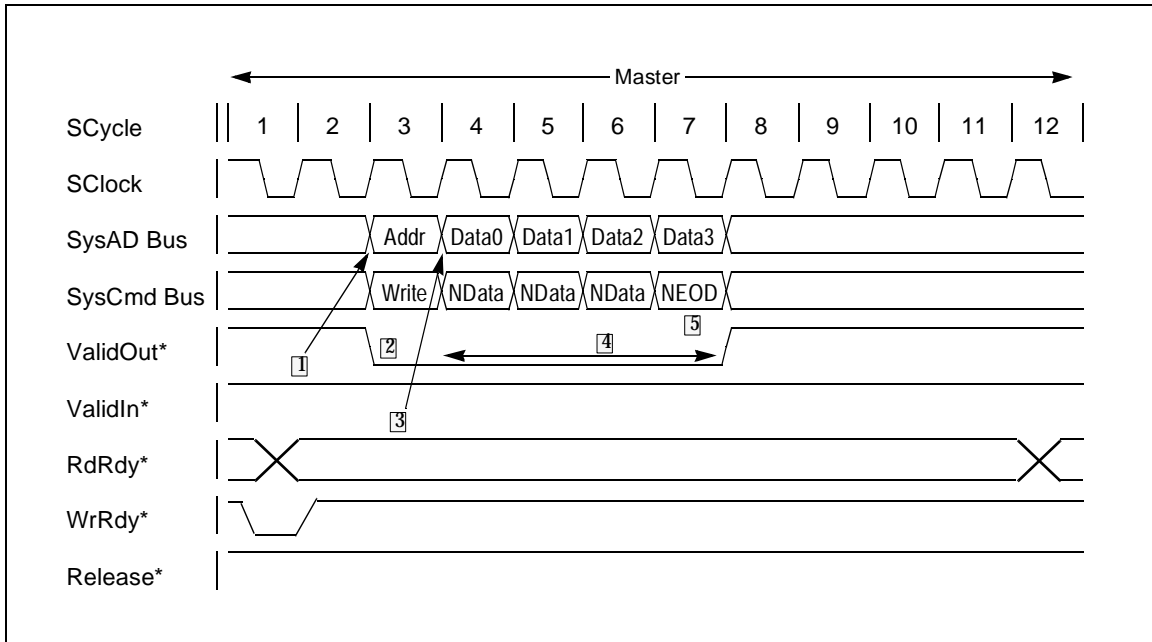 Master
SCycle 1 2 3 4 5 6 7 8 9 10 11 12
SClock
SysAD Bus Addr Data0 Data1 Data2 Data3
SysCmd Bus Write NData NData NData NEOD
5
ValidOut* 1 2 4
ValidIn*
3
RdRdy*
WrRdy*
Release*